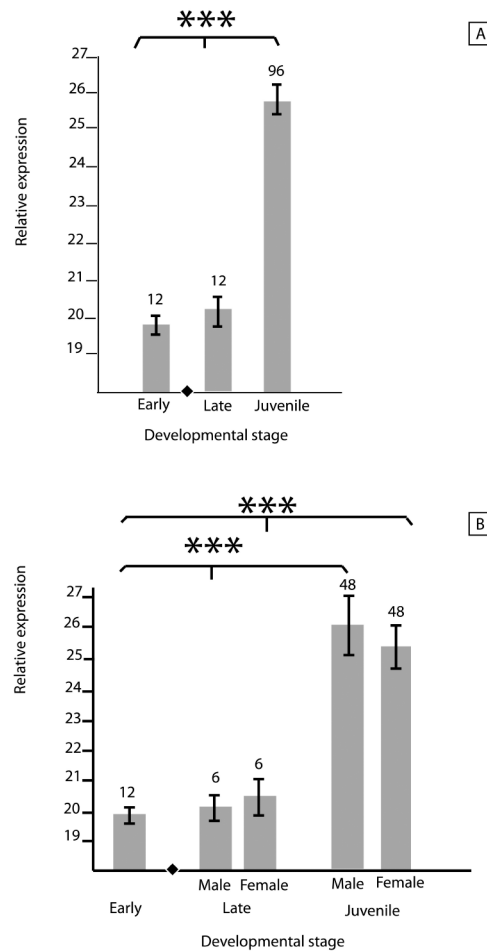 ***
A
27
96
26
25
Relative expression
24
23
22
21
12
12
20
19
Early
Late
Juvenile
Developmental stage
***
B
***
27
48
26
48
25
Relative expression
24
23
22
21
6
6
12
20
19
Male Female
Male Female
Early
Late
Juvenile
Developmental stage